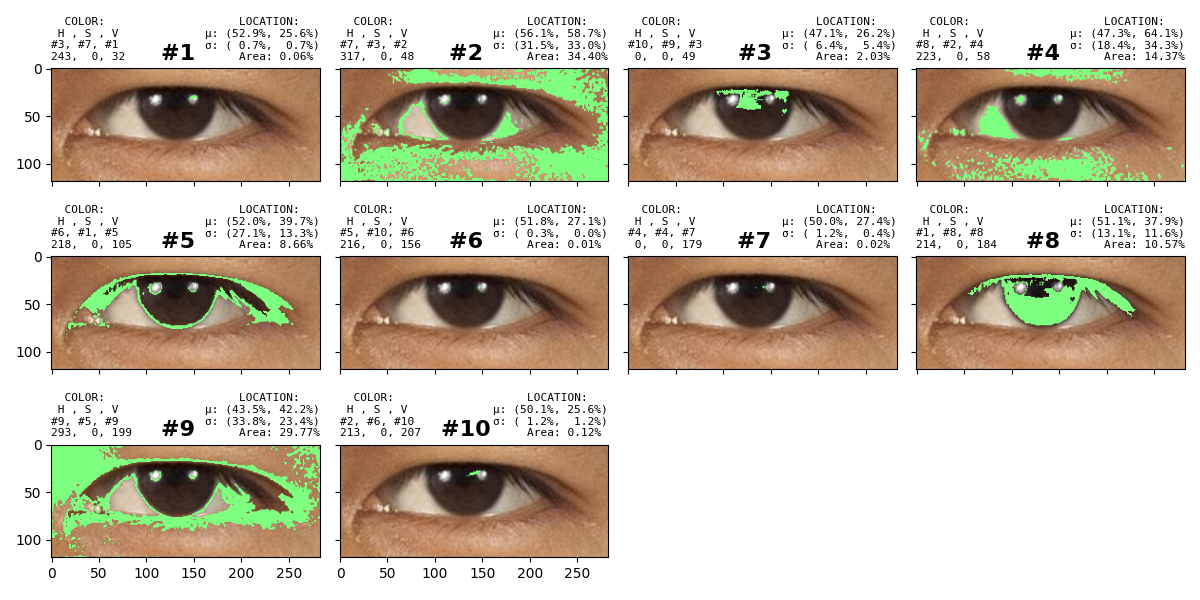 COLOR: LOCATION:
H , S , V μ: (52.9%, 25.6%)
#3, #7, #1 #1 σ: ( 0.7%, 0.7%)
243, 0, 32 Area: 0.06%
COLOR: LOCATION:
H , S , V μ: (56.1%, 58.7%)
#7, #3, #2 #2 σ: (31.5%, 33.0%)
317, 0, 48 Area: 34.40%
COLOR: LOCATION:
H , S , V μ: (47.1%, 26.2%)
#10, #9, #3 #3 σ: ( 6.4%, 5.4%)
0, 0, 49 Area: 2.03%
COLOR: LOCATION:
H , S , V μ: (47.3%, 64.1%)
#8, #2, #4 #4 σ: (18.4%, 34.3%)
223, 0, 58 Area: 14.37%
0
50
100
COLOR: LOCATION:
H , S , V μ: (52.0%, 39.7%)
#6, #1, #5 #5 σ: (27.1%, 13.3%)
218, 0, 105 Area: 8.66%
COLOR: LOCATION:
H , S , V μ: (51.8%, 27.1%)
#5, #10, #6 #6 σ: ( 0.3%, 0.0%)
216, 0, 156 Area: 0.01%
COLOR: LOCATION:
H , S , V μ: (50.0%, 27.4%)
#4, #4, #7 #7 σ: ( 1.2%, 0.4%)
0, 0, 179 Area: 0.02%
COLOR: LOCATION:
H , S , V μ: (51.1%, 37.9%)
#1, #8, #8 #8 σ: (13.1%, 11.6%)
214, 0, 184 Area: 10.57%
0
50
100
COLOR: LOCATION:
H , S , V μ: (43.5%, 42.2%)
#9, #5, #9 #9 σ: (33.8%, 23.4%)
293, 0, 199 Area: 29.77%
COLOR: LOCATION:
H , S , V μ: (50.1%, 25.6%)
#2, #6, #10 #10 σ: ( 1.2%, 1.2%)
213, 0, 207 Area: 0.12%
0
50
100
0 50 100 150 200 250
0 50 100 150 200 250